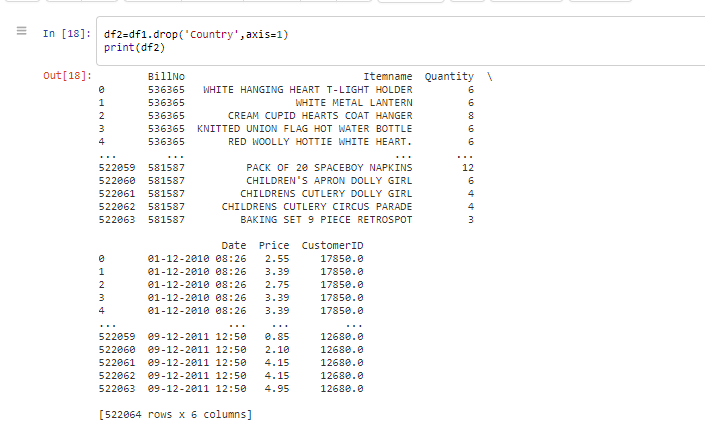 In [18]: df2=df1.drop('Country',axis=1)
print(df2)
Out[18]: BillNo Itemname Quantity \
0 536365 WHITE HANGING HEART T-LIGHT HOLDER 6
1 536365 WHITE METAL LANTERN 6
2 536365 CREAM CUPID HEARTS COAT HANGER 8
3 536365 KNITTED UNION FLAG HOT WATER BOTTLE 6
4 536365 RED WOOLLY HOTTIE WHITE HEART. 6
... ... ... ...
522059 581587 PACK OF 20 SPACEBOY NAPKINS 12
522060 581587 CHILDREN'S APRON DOLLY GIRL 6
522061 581587 CHILDRENS CUTLERY DOLLY GIRL 4
522062 581587 CHILDRENS CUTLERY CIRCUS PARADE 4
522063 581587 BAKING SET 9 PIECE RETROSPOT 3
Date Price CustomerID
0 01-12-2010 08:26 2.55 17850.0
1 01-12-2010 08:26 3.39 17850.0
2 01-12-2010 08:26 2.75 17850.0
3 01-12-2010 08:26 3.39 17850.0
4 01-12-2010 08:26 3.39 17850.0
... ... ... ...
522059 09-12-2011 12:50 0.85 12680.0
522060 09-12-2011 12:50 2.10 12680.0
522061 09-12-2011 12:50 4.15 12680.0
522062 09-12-2011 12:50 4.15 12680.0
522063 09-12-2011 12:50 4.95 12680.0
[522064 rows x 6 columns]